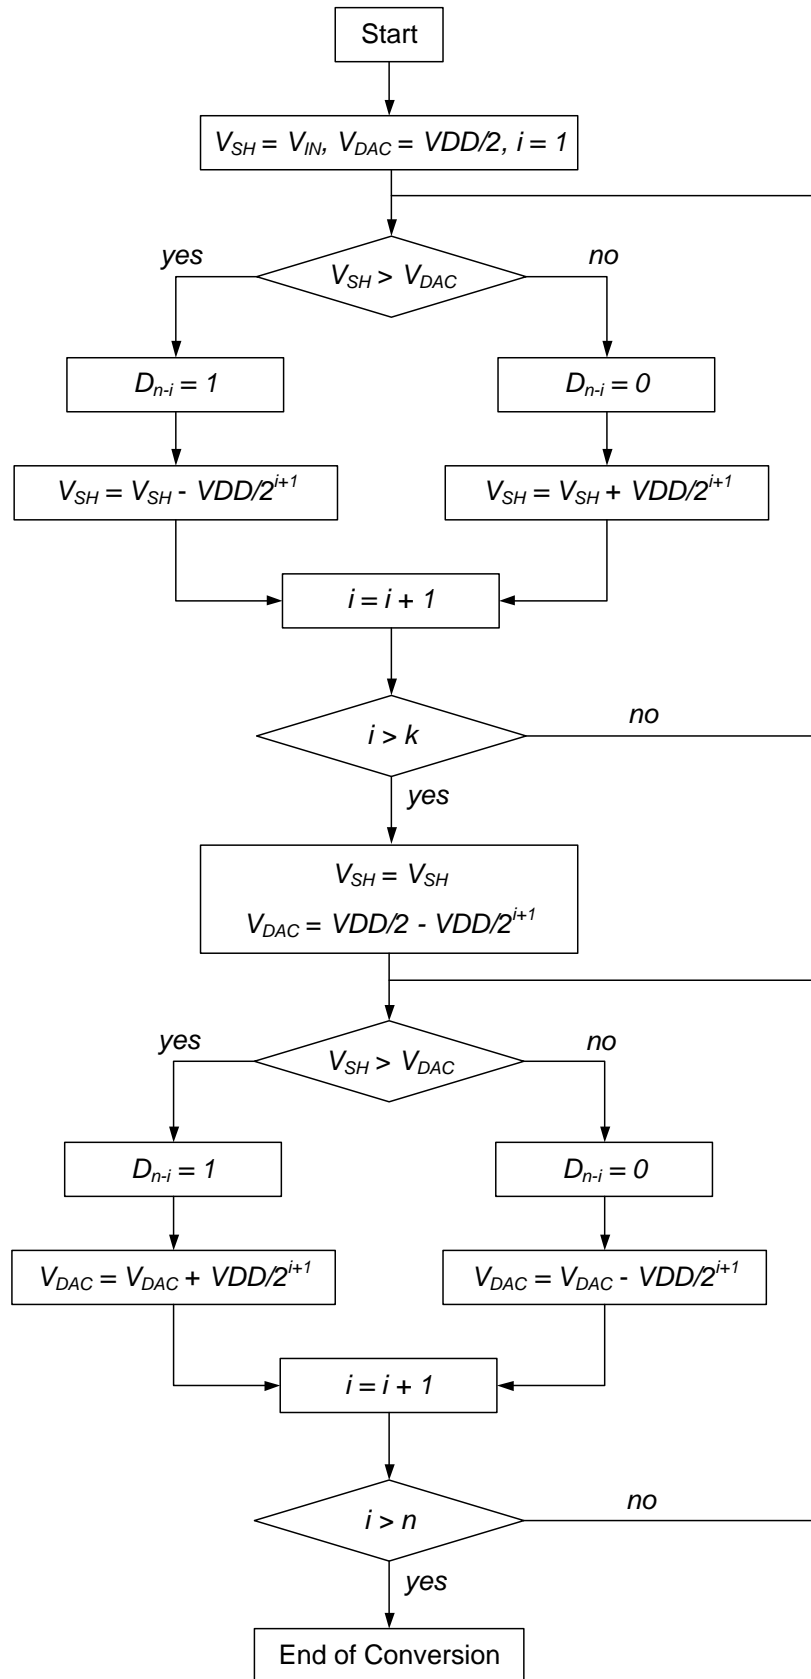 Start
V_SH = V_IN, V_DAC = VDD/2, i = 1
yes
no
V_SH > V_DAC
D_n-i = 1
D_n-i = 0
V_SH = V_SH - VDD/2^i+1
V_SH = V_SH + VDD/2^i+1
i = i + 1
i > k
no
yes
V_SH = V_SH
V_DAC = VDD/2 - VDD/2^i+1
yes
no
V_SH > V_DAC
D_n-i = 1
D_n-i = 0
V_DAC = V_DAC + VDD/2^i+1
V_DAC = V_DAC - VDD/2^i+1
i = i + 1
i > n
no
yes
End of Conversion